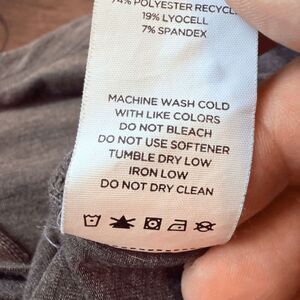 74% POLYESTER RECYCL
19% LYOCELL
7% SPANDEX
MACHINE WASH COLD
WITH LIKE COLORS
DO NOT BLEACH
DO NOT USE SOFTENER
TUMBLE DRY LOW
IRON LOW
DO NOT DRY CLEAN